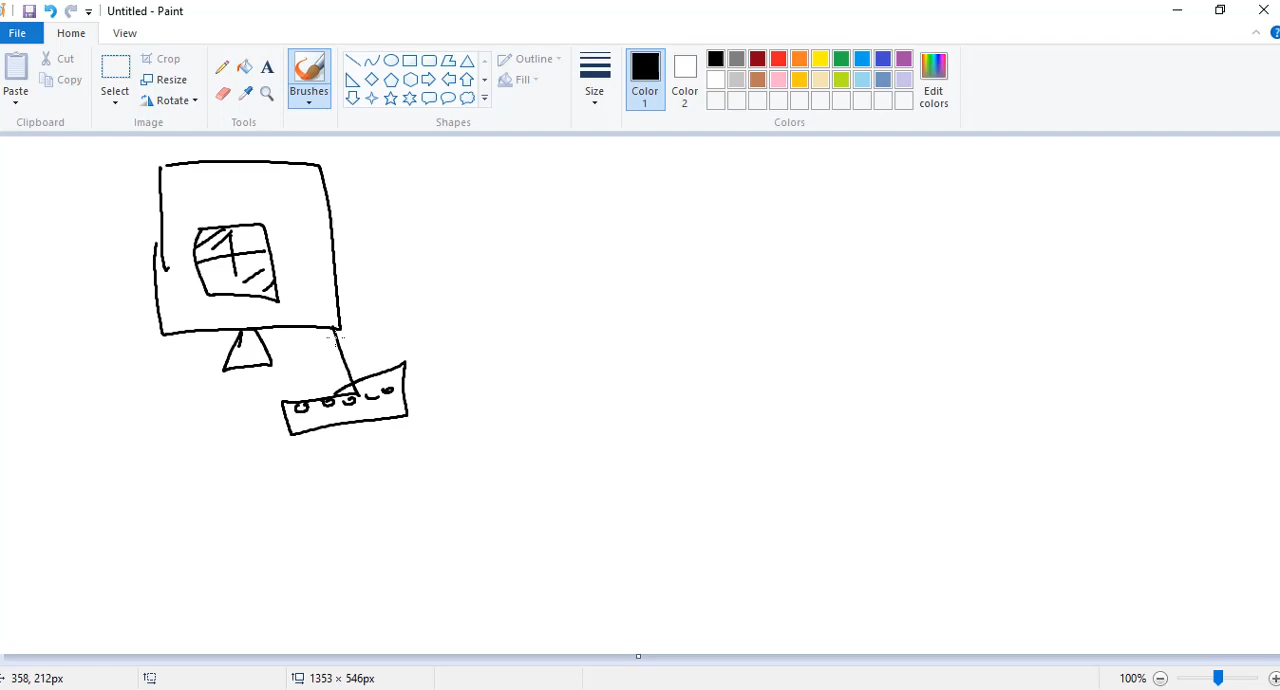 Untitled - Paint
File Home View
Paste Cut Copy Clipboard
Select Crop Resize Rotate Image
A Tools
Brushes
Shapes Outline Fill
Size
Color 1 Color 2 Edit colors Colors
358, 212px 1353 × 546px 100%